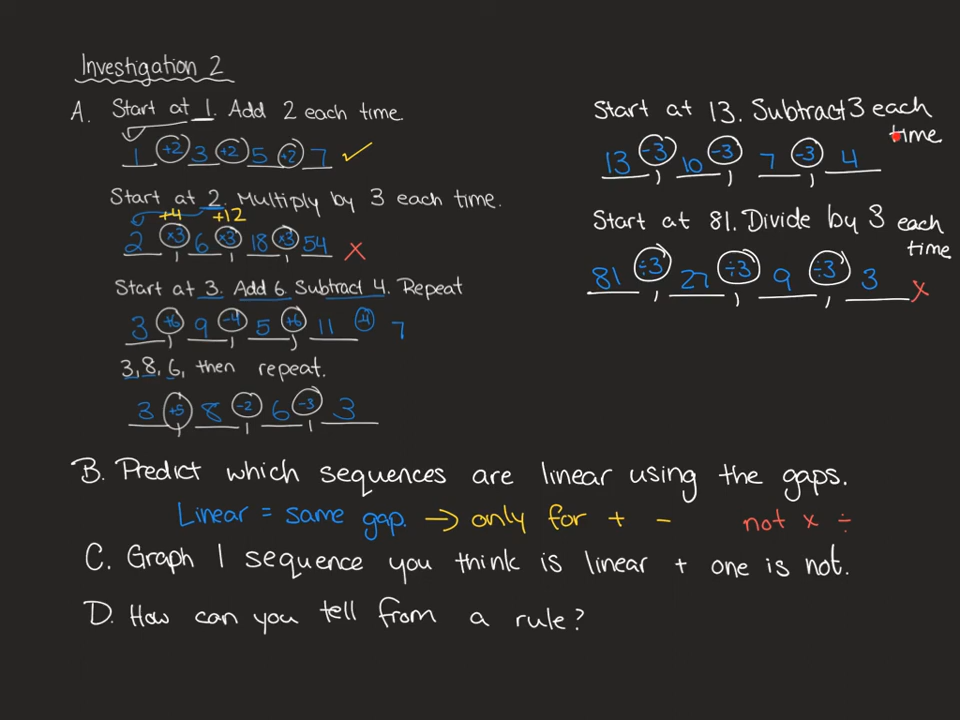 Investigation 2
A. Start at 1. Add 2 each time
1 +2 3 +2 5 +2 7 ✓
Start at 2. Multiply by 3 each time.
+4 +12
2 ×3, 6 ×3, 18 ×3, 54 X
Start at 3. Add 6. Subtract 4. Repeat
3 +6, 9 -4, 5 +6, 11 -4 7
3, 8, 6, then repeat.
3 +5, 8 -2, 6 -3, 3
Start at 13. Subtract 3 each
time
13 -3, 10 -3, 7 -3, 4
Start at 81. Divide by 3 each
time
81 ÷3, 27 ÷3, 9 ÷3, 3 X
B. Predict which sequences are linear using the gaps.
Linear = same gap. → only for + - not x ÷
C. Graph 1 sequence you think is linear + one is not.
D. How can you tell from a rule?